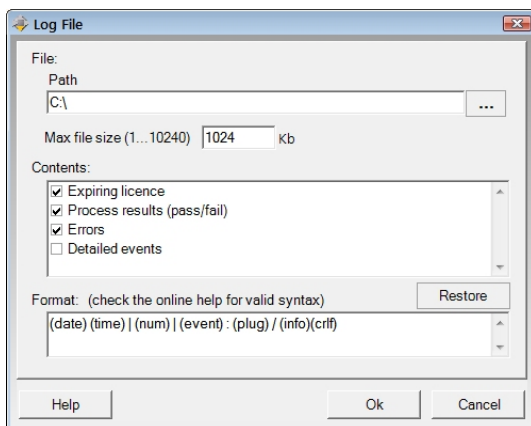 Log File
File:
Path
C:\
...
Max file size (1...10240) 1024 Kb
Contents:
Expiring licence
Process results (pass/fail)
Errors
Detailed events
Format: (check the online help for valid syntax) Restore
(date) (time) | (num) | (event) : (plug) / (info)(crlf)
Help Ok Cancel